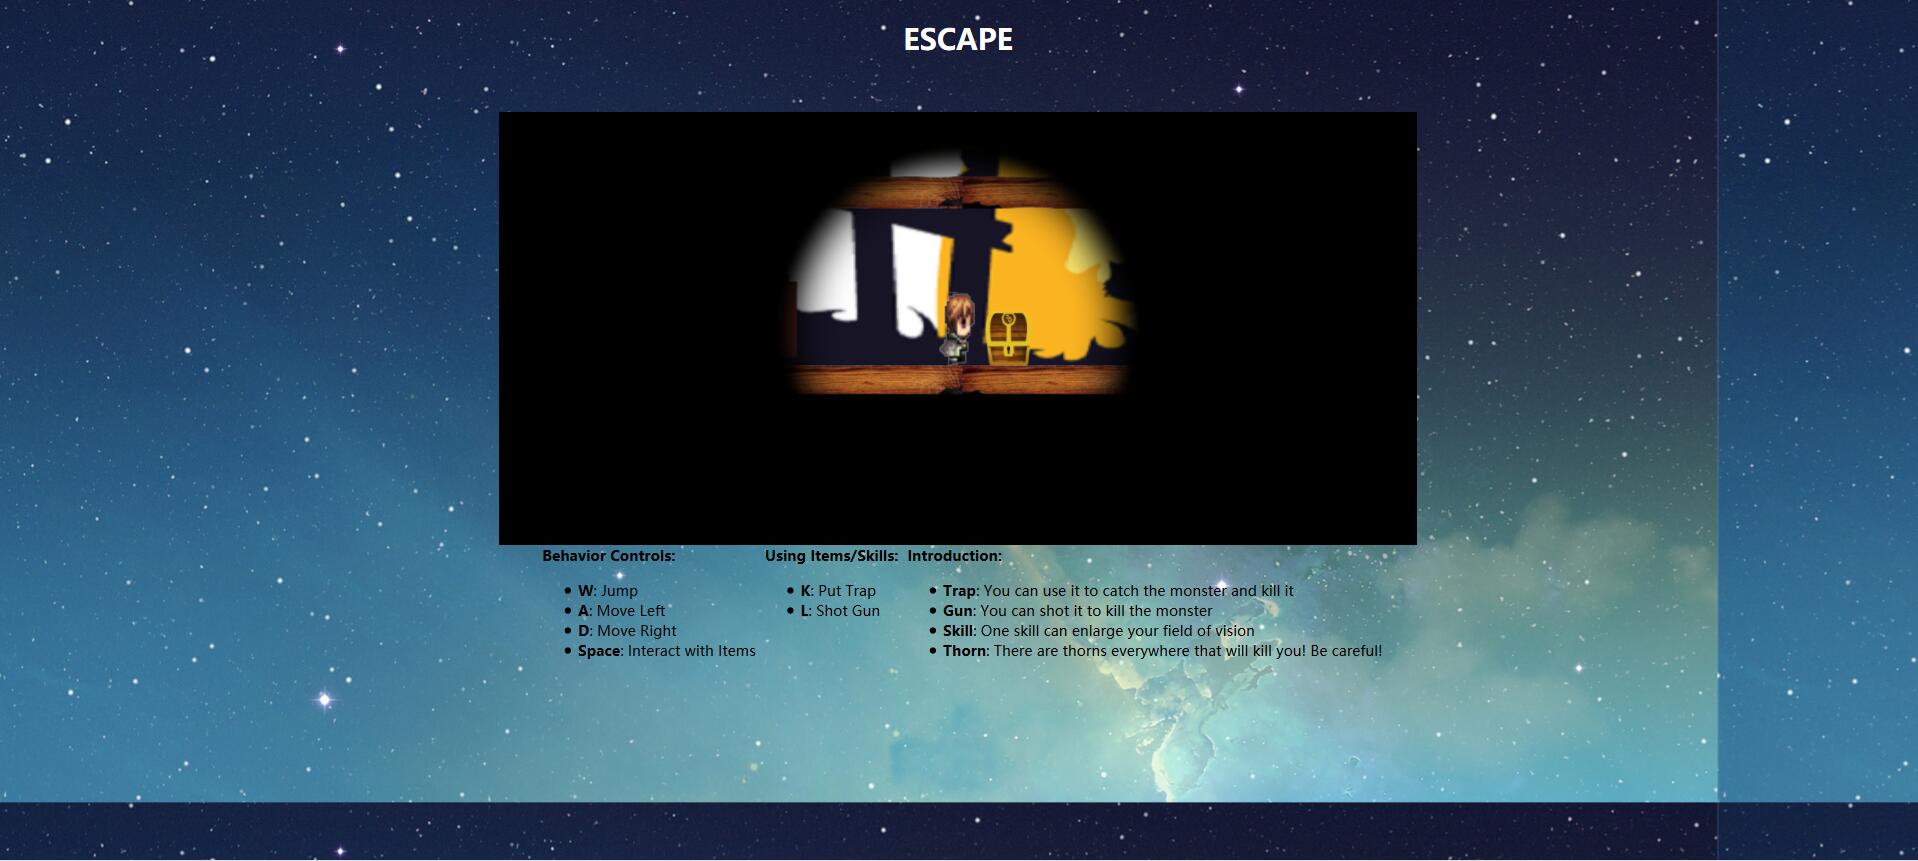 ESCAPE
Behavior Controls:
W: Jump
A: Move Left
D: Move Right
Space: Interact with Items
Using Items/Skills:
K: Put Trap
L: Shot Gun
Introduction:
Trap: You can use it to catch the monster and kill it
Gun: You can shot it to kill the monster
Skill: One skill can enlarge your field of vision
Thorn: There are thorns everywhere that will kill you! Be careful!